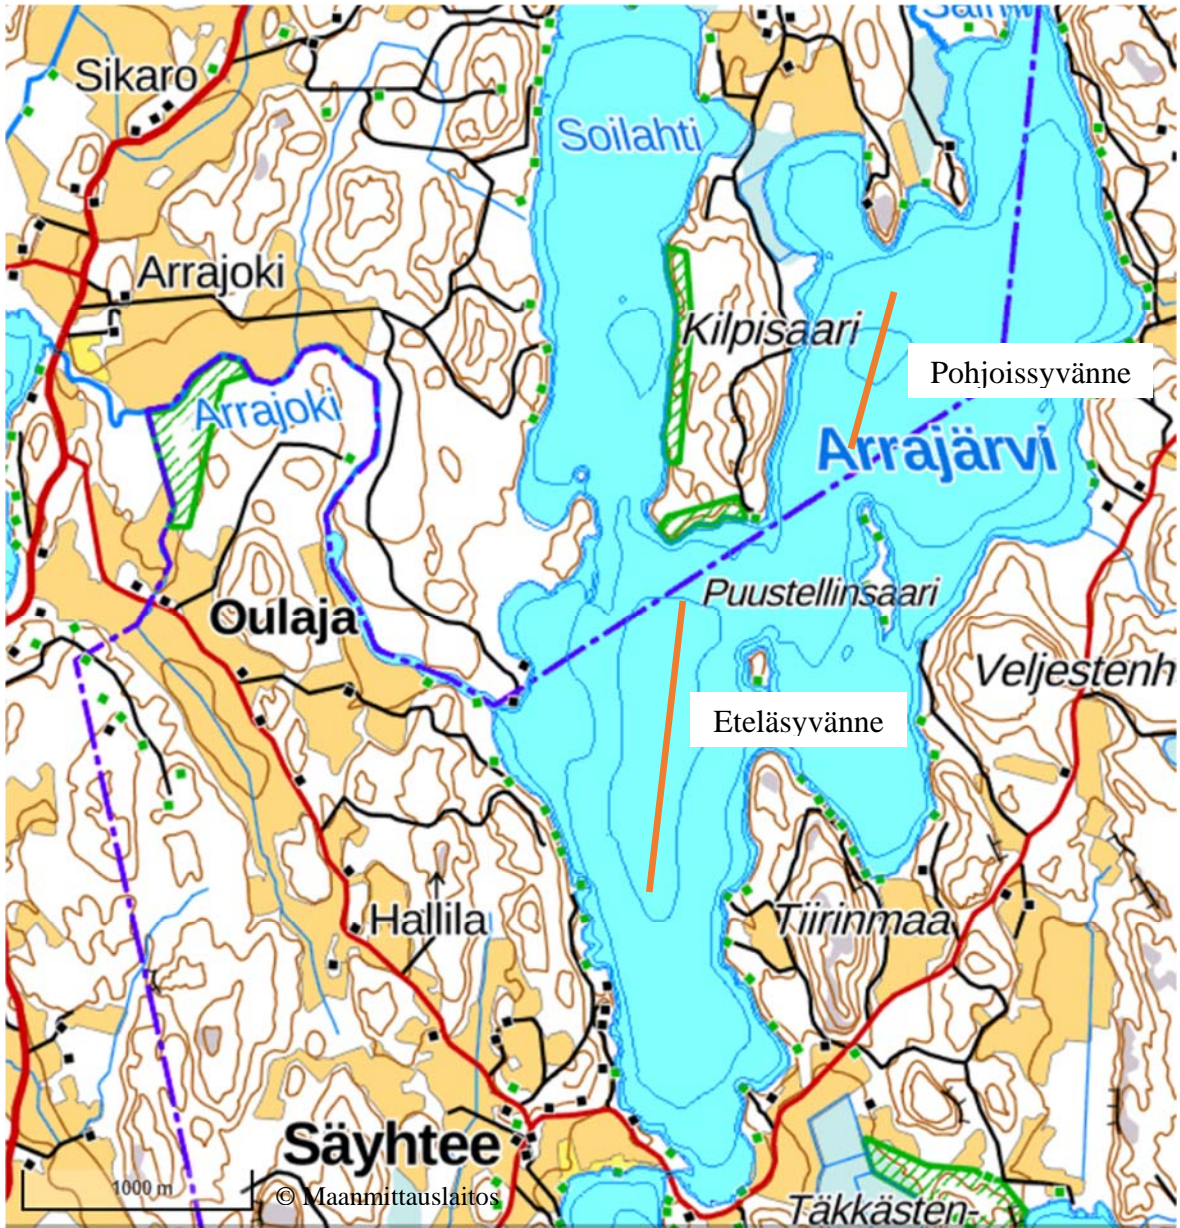 Sikaro
Soilahti
Arrajoki
Kilpisaari
Pohjoissyvänne
Arrajoki
Arrajärvi
Puustellinsaari
Oulaja
Veljestenh
Eteläsyvänne
Hallila
Tiirinmaa
Säyhtee
1000 m
© Maanmittauslaitos
Täkkästen-